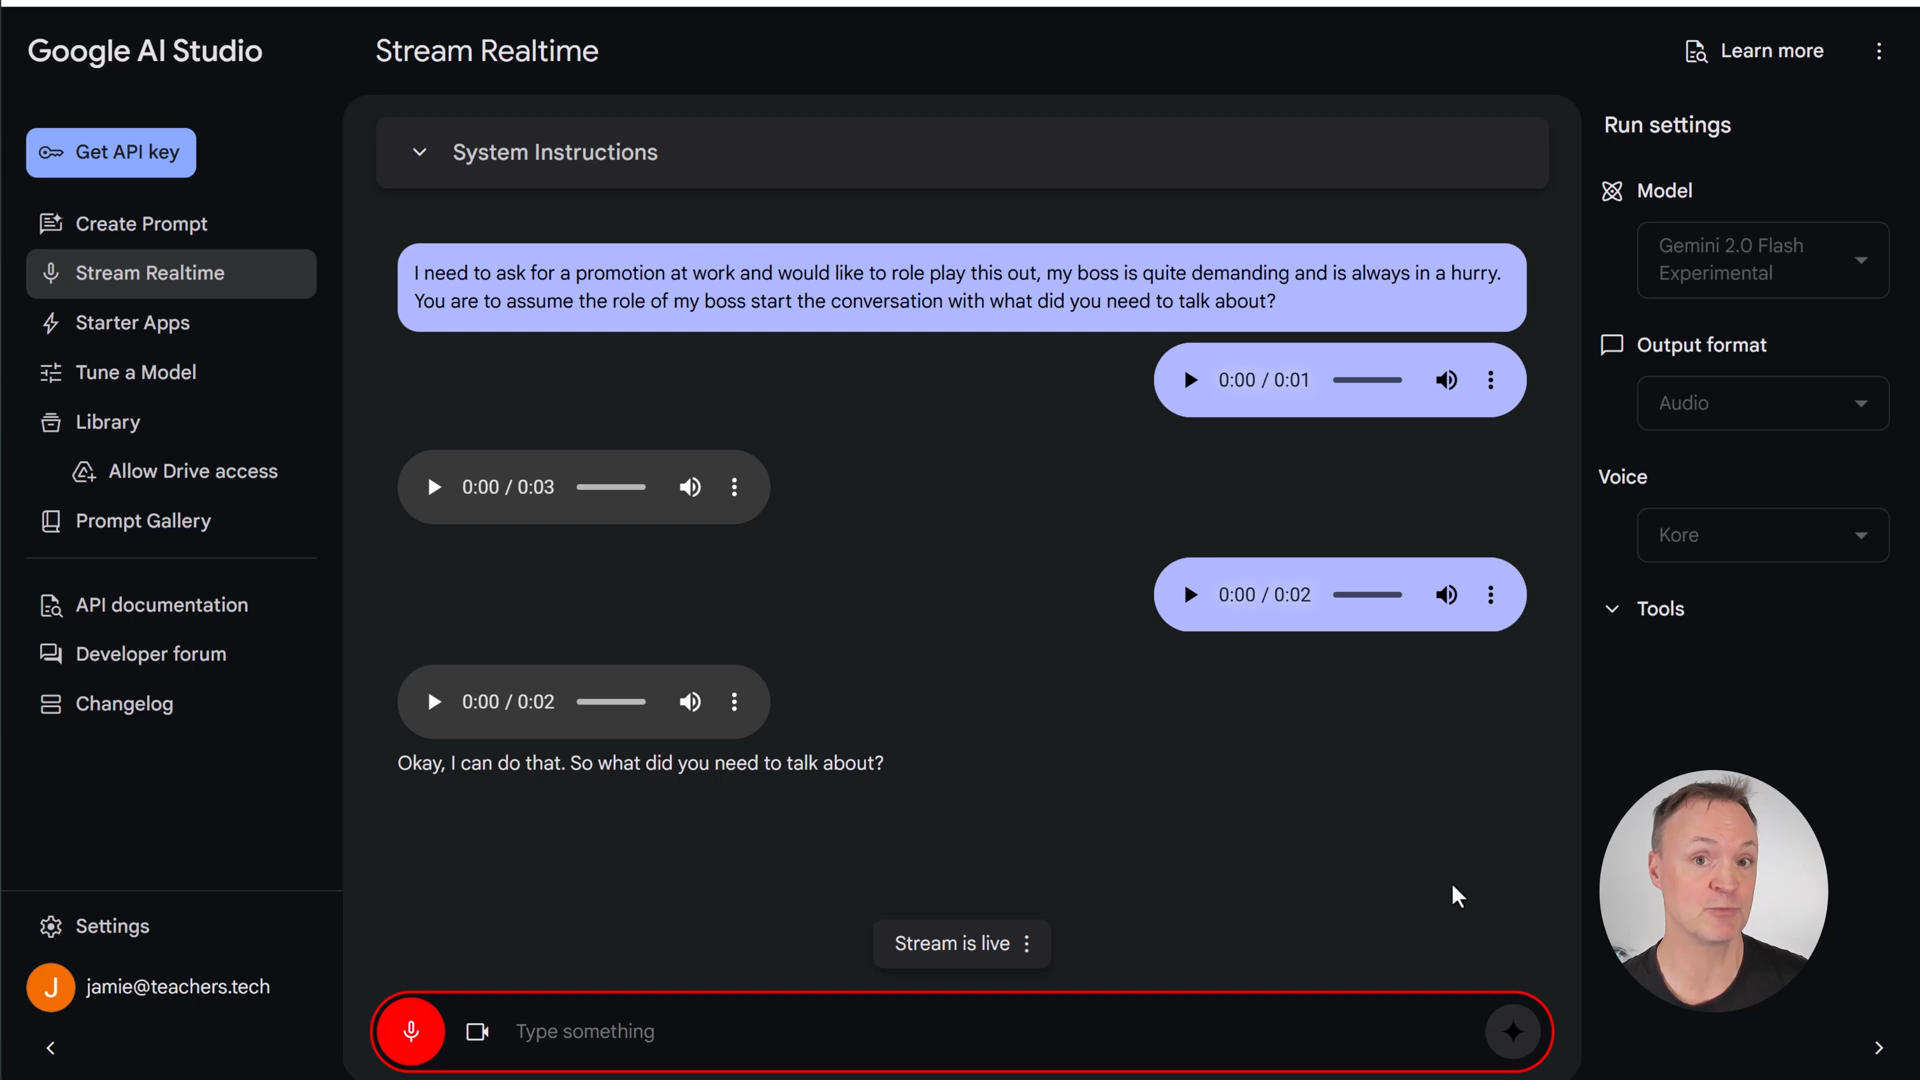 Google AI Studio
Stream Realtime
Learn more
Get API key
Create Prompt
Stream Realtime
Starter Apps
Tune a Model
Library
Allow Drive access
Prompt Gallery
API documentation
Developer forum
Changelog
Settings
J
jamie@teachers.tech
System Instructions
I need to ask for a promotion at work and would like to role play this out, my boss is quite demanding and is always in a hurry.
You are to assume the role of my boss start the conversation with what did you need to talk about?
0:00 / 0:01
0:00 / 0:03
0:00 / 0:02
0:00 / 0:02
Okay, I can do that. So what did you need to talk about?
Stream is live
Type something
Run settings
Model
Gemini 2.0 Flash
Experimental
Output format
Audio
Voice
Kore
Tools